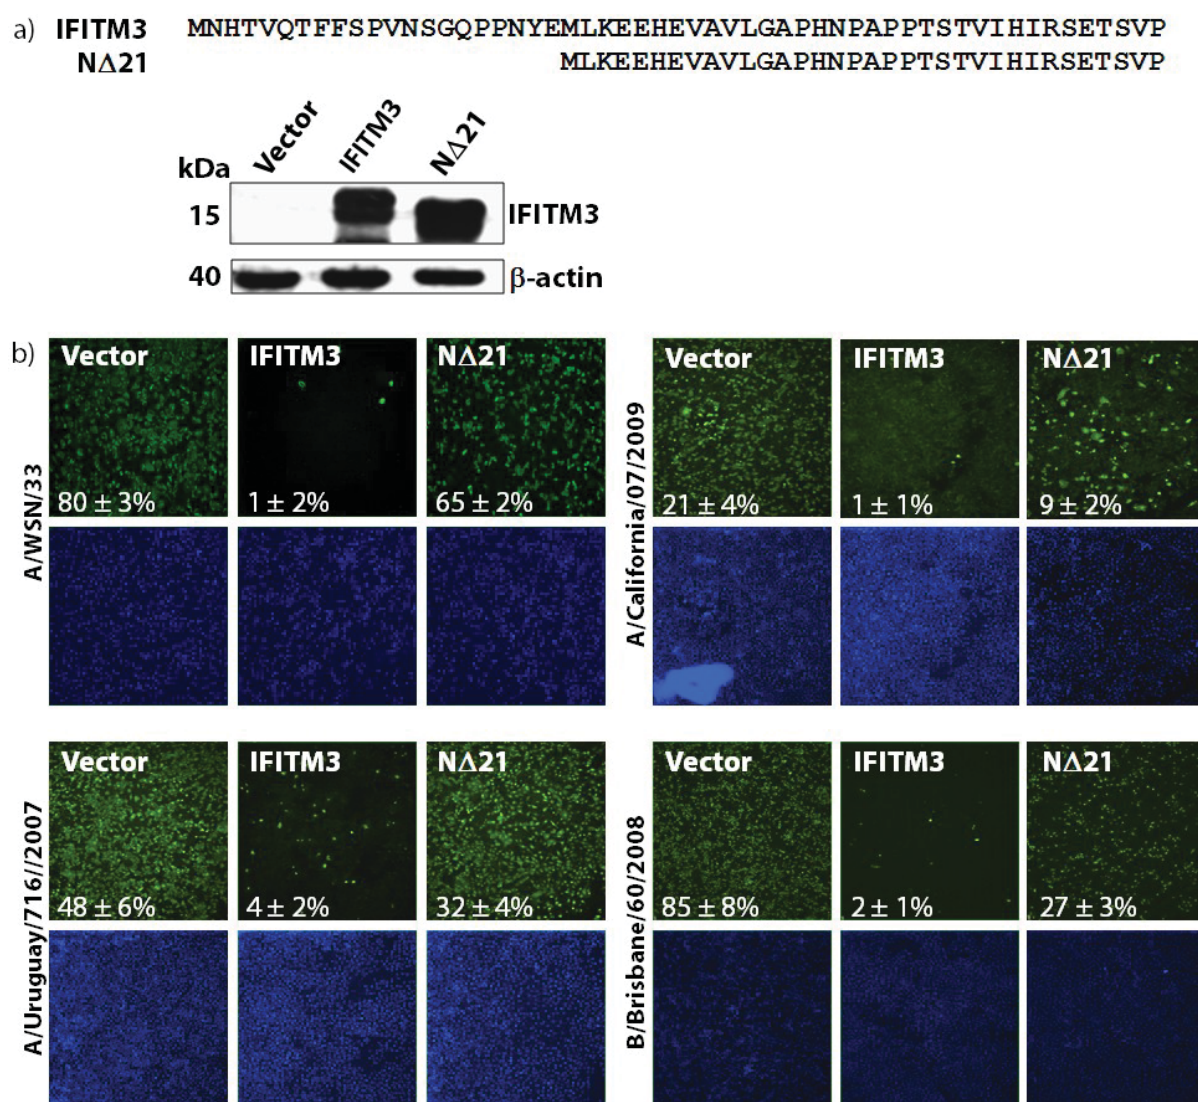 a) IFITM3 MNHTVQTFFSPVNSGQPPNYEMLKEEHEVAVLGAPHNPAPPTSTVIHIRSETSVP
NΔ21 MLKEEHEVAVLGAPHNPAPPTSTVIHIRSETSVP
Vector IFITM3 NΔ21
kDa
15 IFITM3
40 β-actin
b)
A/WSN/33
Vector IFITM3 NΔ21
80 ± 3% 1 ± 2% 65 ± 2%
A/California/07/2009
Vector IFITM3 NΔ21
21 ± 4% 1 ± 1% 9 ± 2%
A/Uruguay/716//2007
Vector IFITM3 NΔ21
48 ± 6% 4 ± 2% 32 ± 4%
B/Brisbane/60/2008
Vector IFITM3 NΔ21
85 ± 8% 2 ± 1% 27 ± 3%